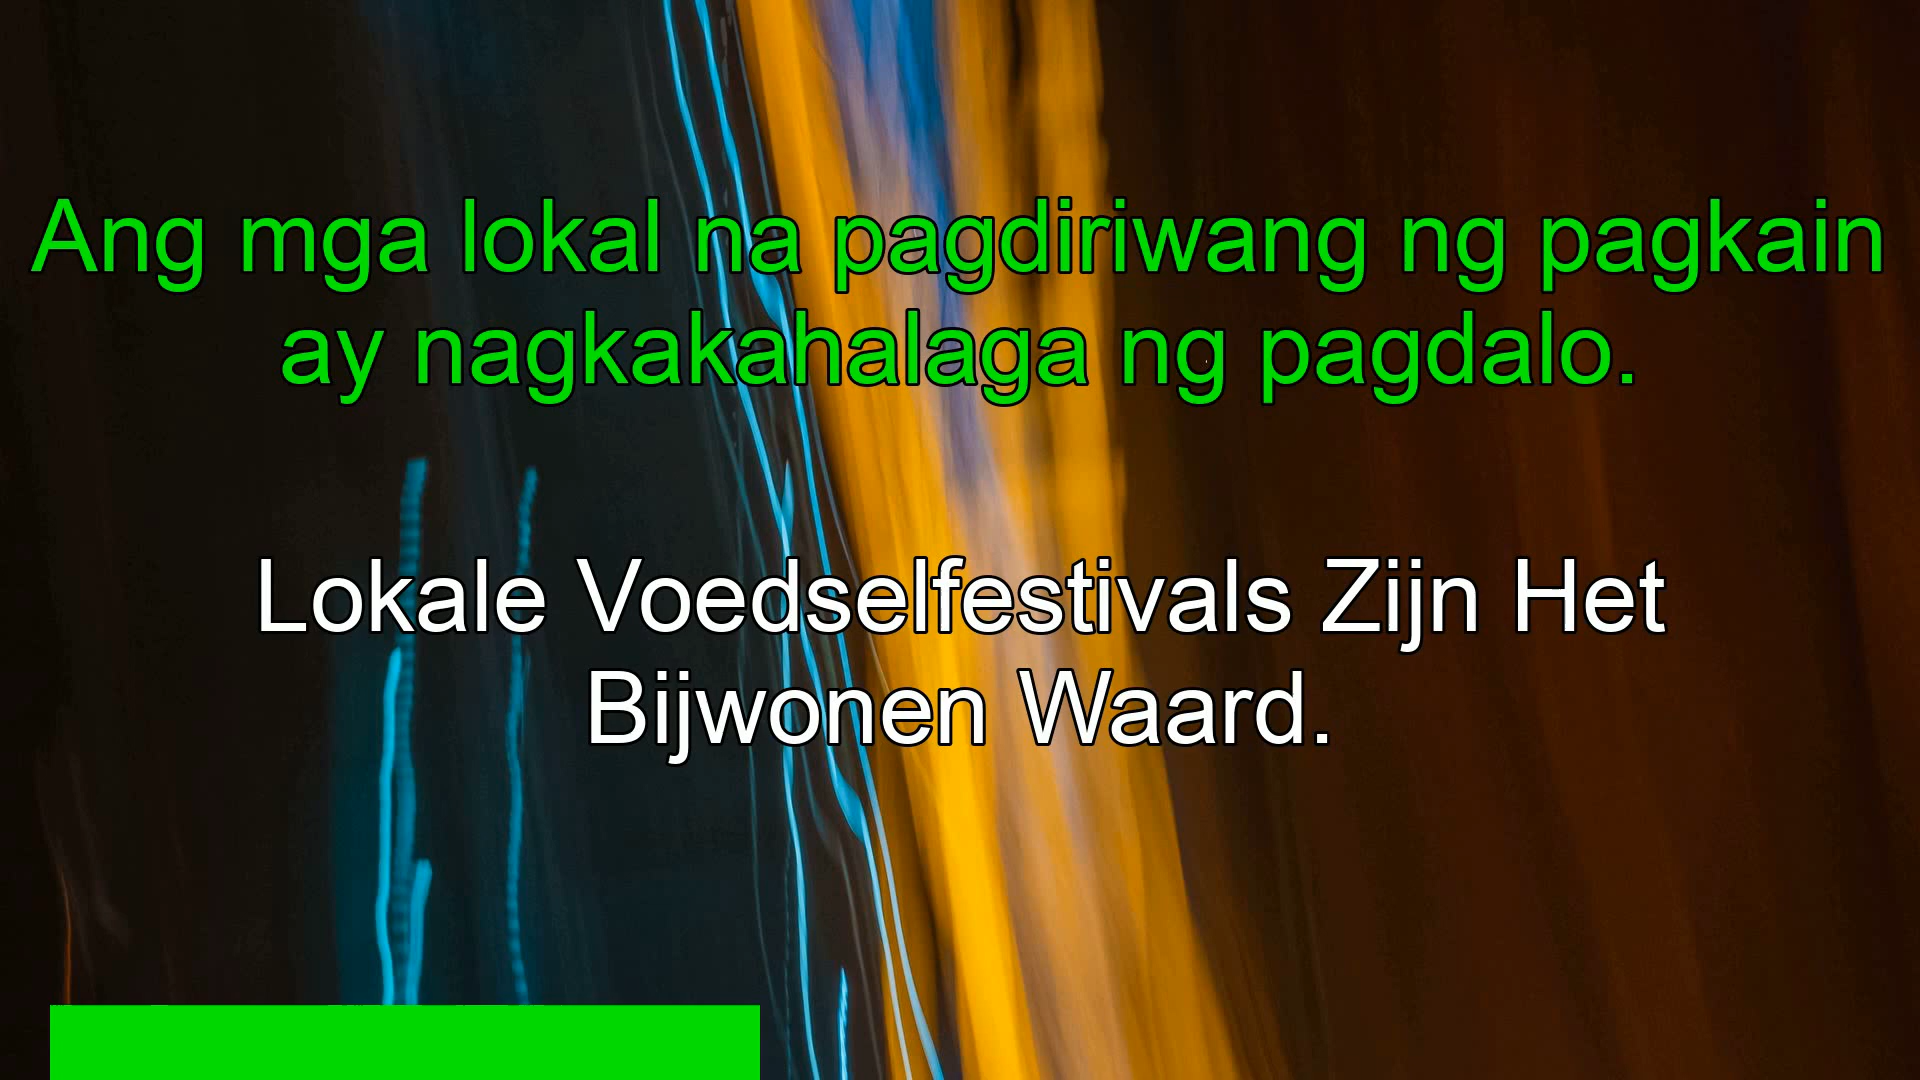 Ang mga lokal na pagdiriwang ng pagkain
ay nagkakahalaga ng pagdalo.
Lokale Voedselfestivals Zijn Het
Bijwonen Waard.